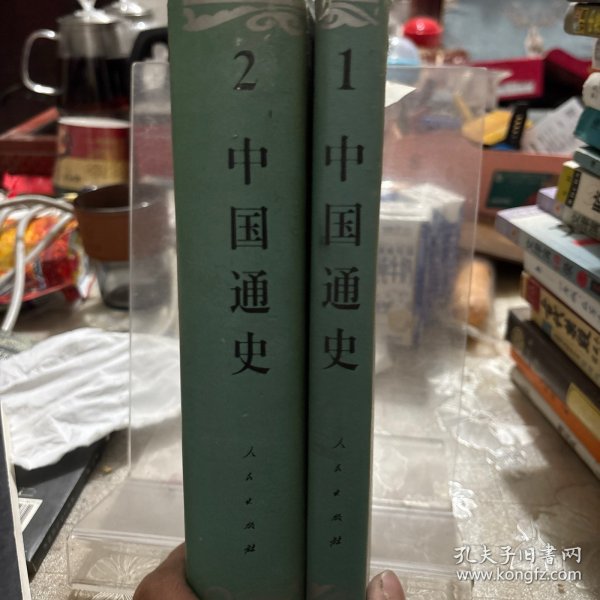 2
中国通史
人民出版社
1
中国通史
人民出版社
孔夫子旧书网
www.kongfz.com